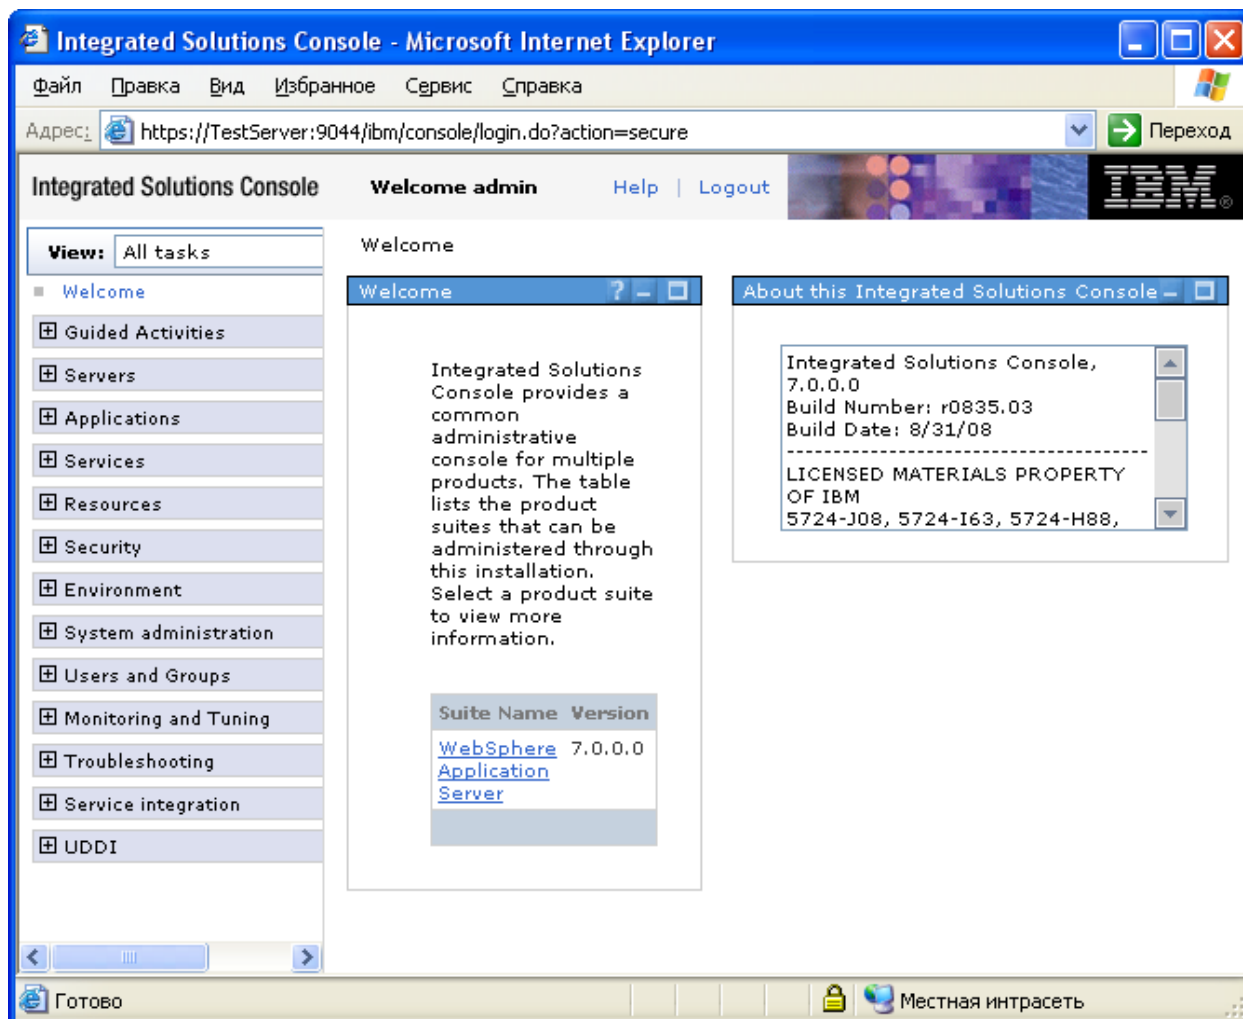 Integrated Solutions Console - Microsoft Internet Explorer
Файл Правка Вид Избранное Сервис Справка
Адрес: https://TestServer:9044/ibm/console/login.do?action=secure Переход
Integrated Solutions Console Welcome admin Help | Logout IBM®
View: All tasks
Welcome
Guided Activities
Servers
Applications
Services
Resources
Security
Environment
System administration
Users and Groups
Monitoring and Tuning
Troubleshooting
Service integration
UDDI
Welcome
Welcome ?
Integrated Solutions
Console provides a
common
administrative
console for multiple
products. The table
lists the product
suites that can be
administered through
this installation.
Select a product suite
to view more
information.
Suite Name Version
WebSphere 7.0.0.0
Application
Server
About this Integrated Solutions Console
Integrated Solutions Console,
7.0.0.0
Build Number: r0835.03
Build Date: 8/31/08
----------------------------------------
LICENSED MATERIALS PROPERTY
OF IBM
5724-J08, 5724-I63, 5724-H88,
Готово Местная интрасеть